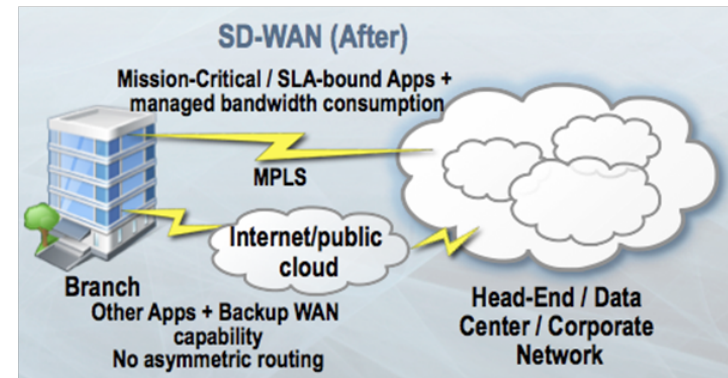 SD-WAN (After)
Mission-Critical / SLA-bound Apps +
managed bandwidth consumption
MPLS
Internet/public
cloud
Branch
Other Apps + Backup WAN
capability
No asymmetric routing
Head-End / Data
Center / Corporate
Network